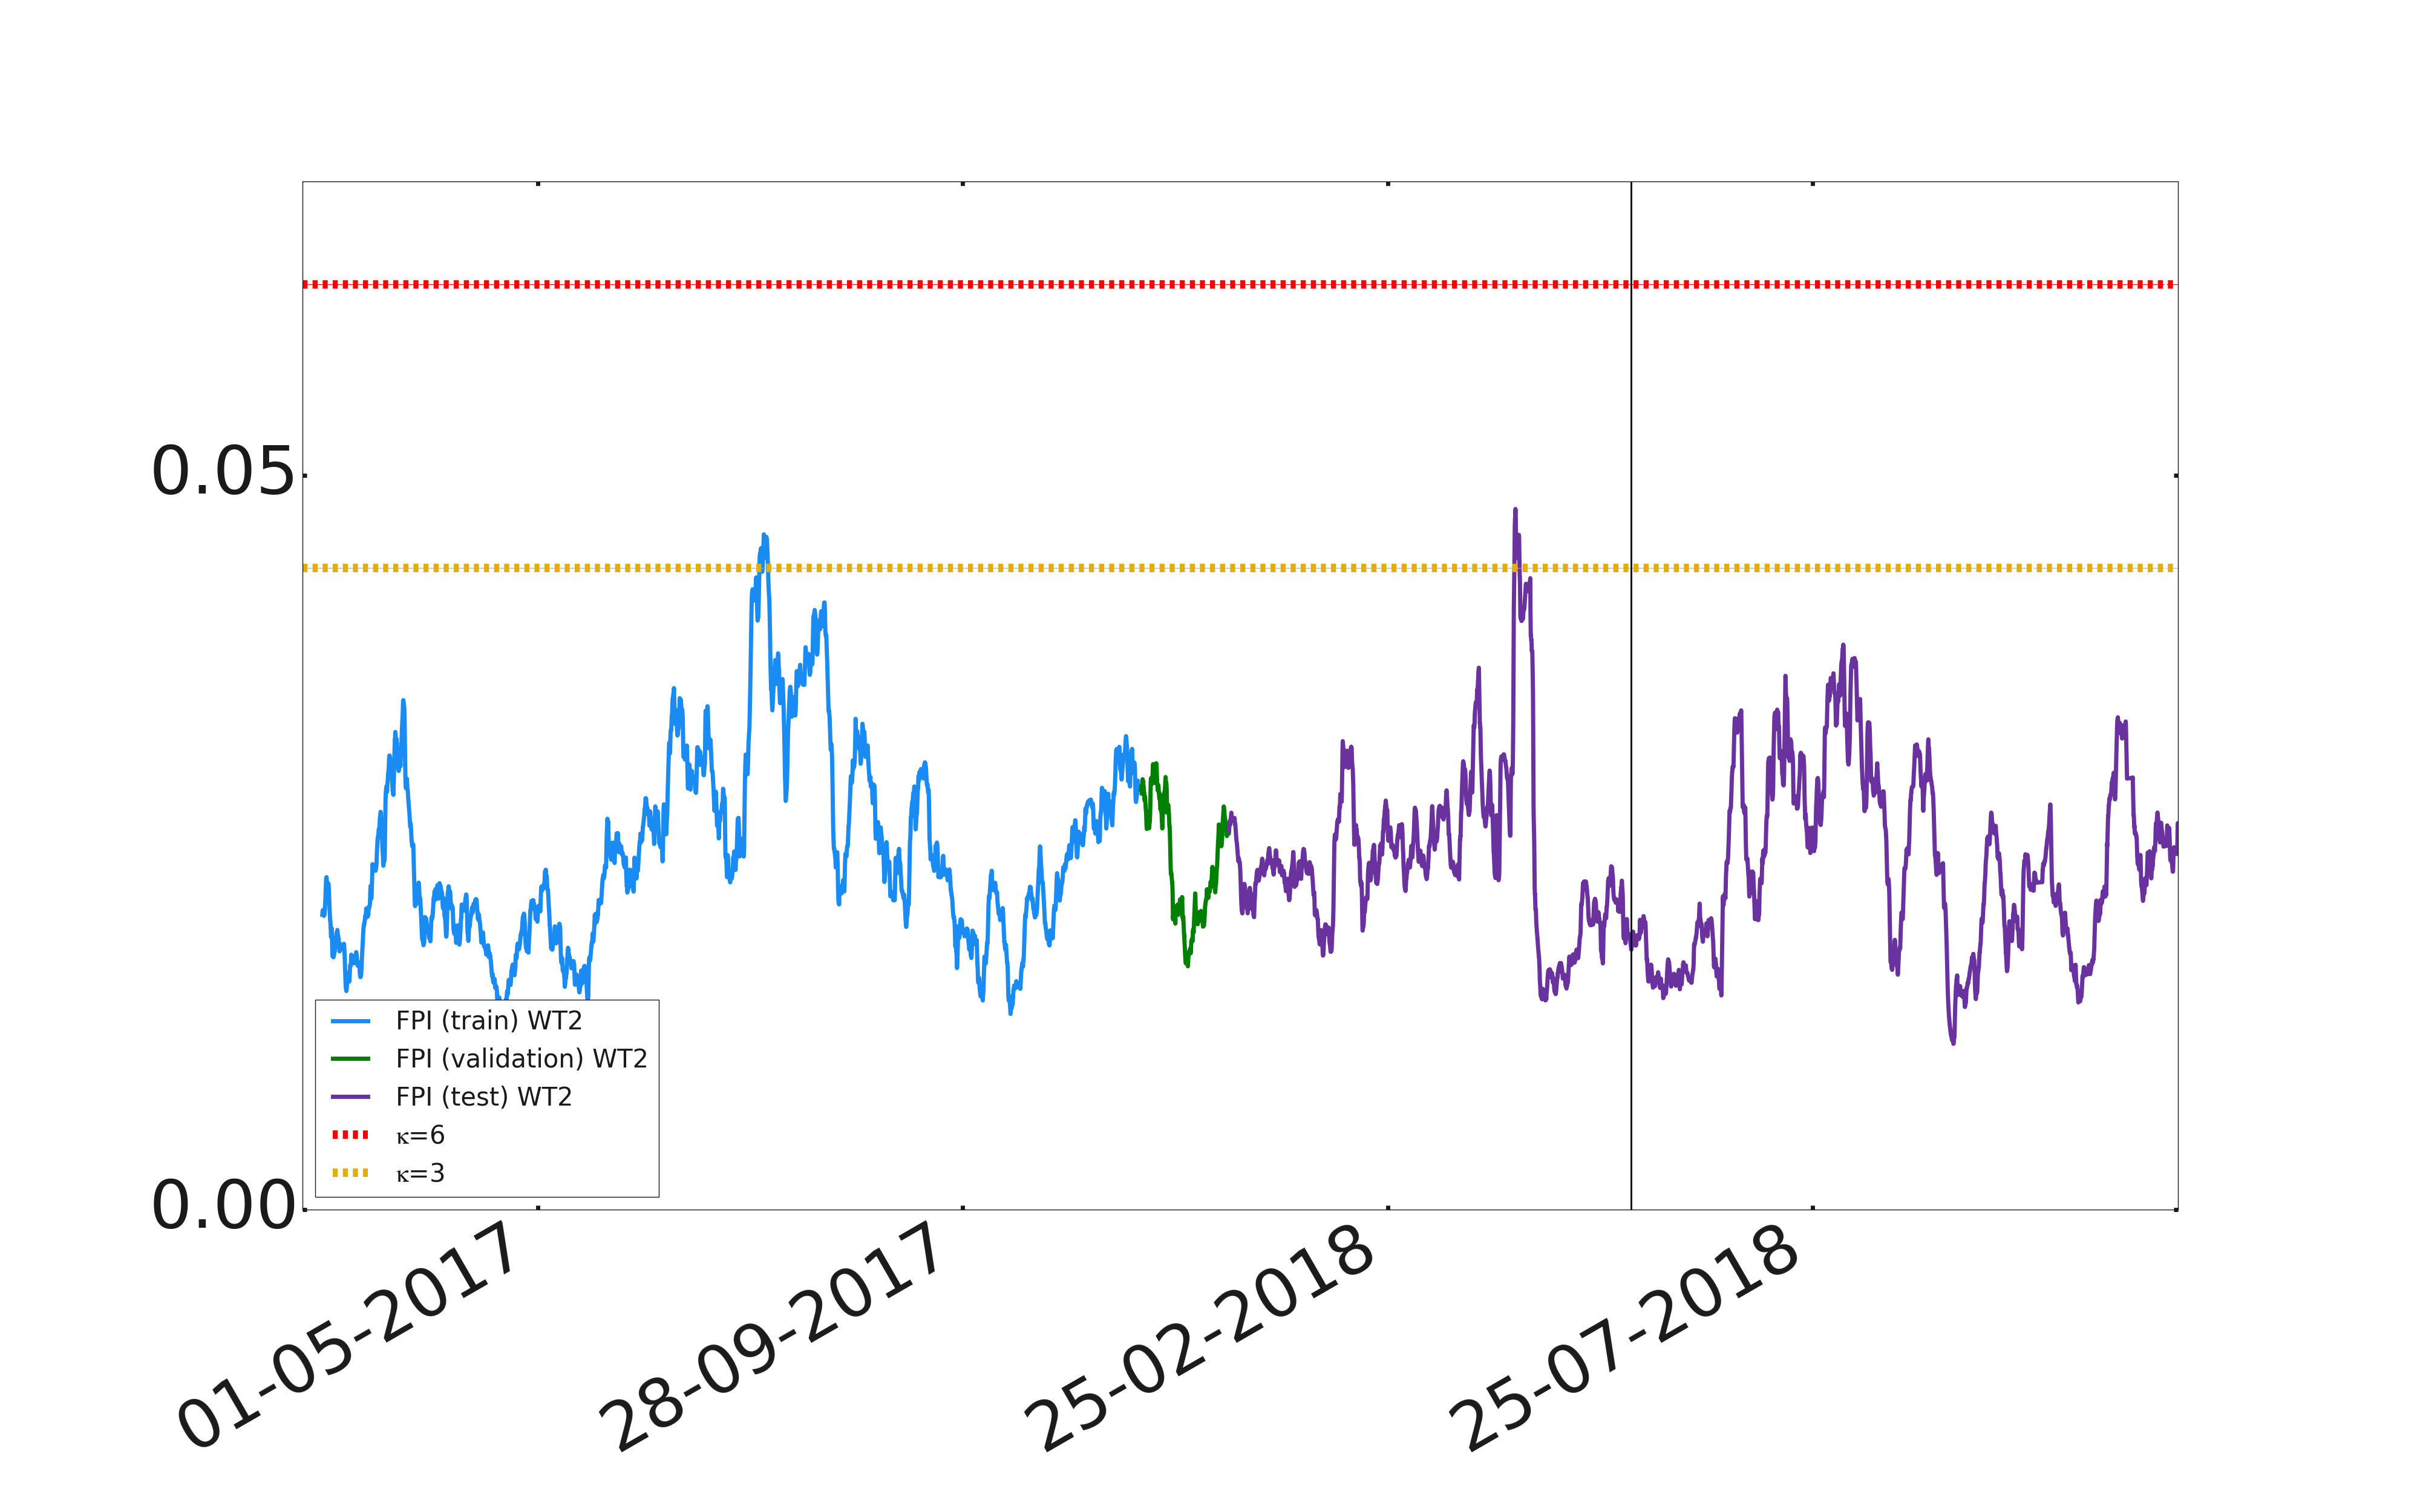 0.05
0.00
FPI (train) WT2
FPI (validation) WT2
FPI (test) WT2
κ=6
κ=3
01-05-2017
28-09-2017
25-02-2018
25-07-2018